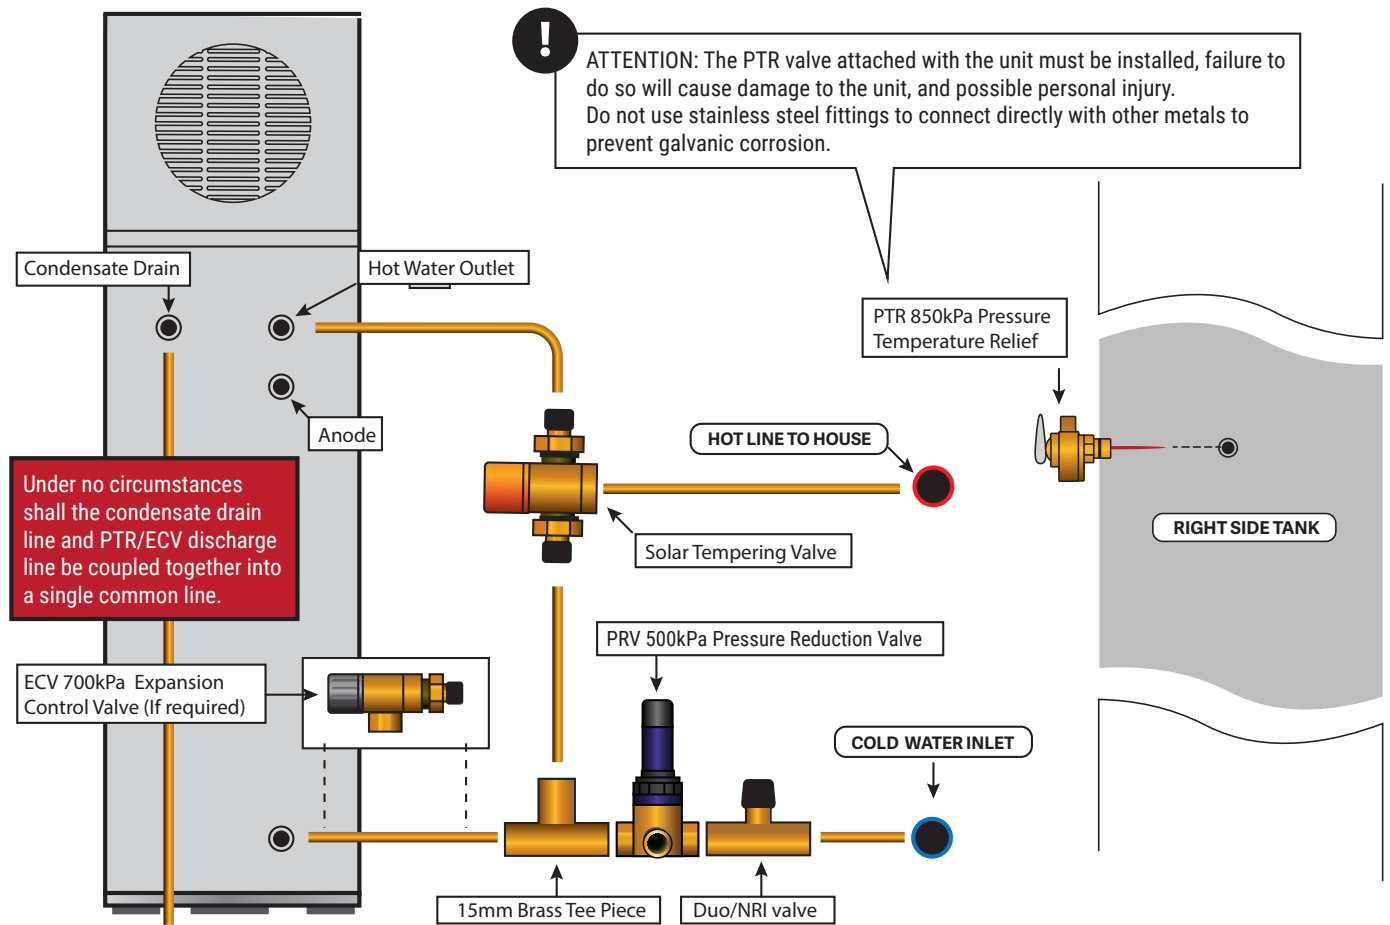 !
ATTENTION: The PTR valve attached with the unit must be installed, failure to
do so will cause damage to the unit, and possible personal injury.
Do not use stainless steel fittings to connect directly with other metals to
prevent galvanic corrosion.
Condensate Drain
Hot Water Outlet
PTR 850kPa Pressure
Temperature Relief
Anode
HOT LINE TO HOUSE
Under no circumstances
shall the condensate drain
line and PTR/ECV discharge
line be coupled together into
a single common line.
RIGHT SIDE TANK
Solar Tempering Valve
PRV 500kPa Pressure Reduction Valve
ECV 700kPa Expansion
Control Valve (If required)
COLD WATER INLET
15mm Brass Tee Piece
Duo/NRI valve